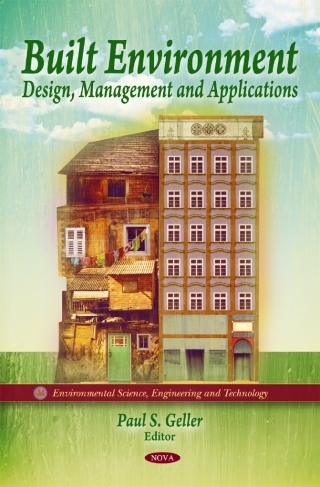 Built Environment
Design, Management and Applications
Environmental Science, Engineering and Technology
Paul S. Geller
Editor
NOVA